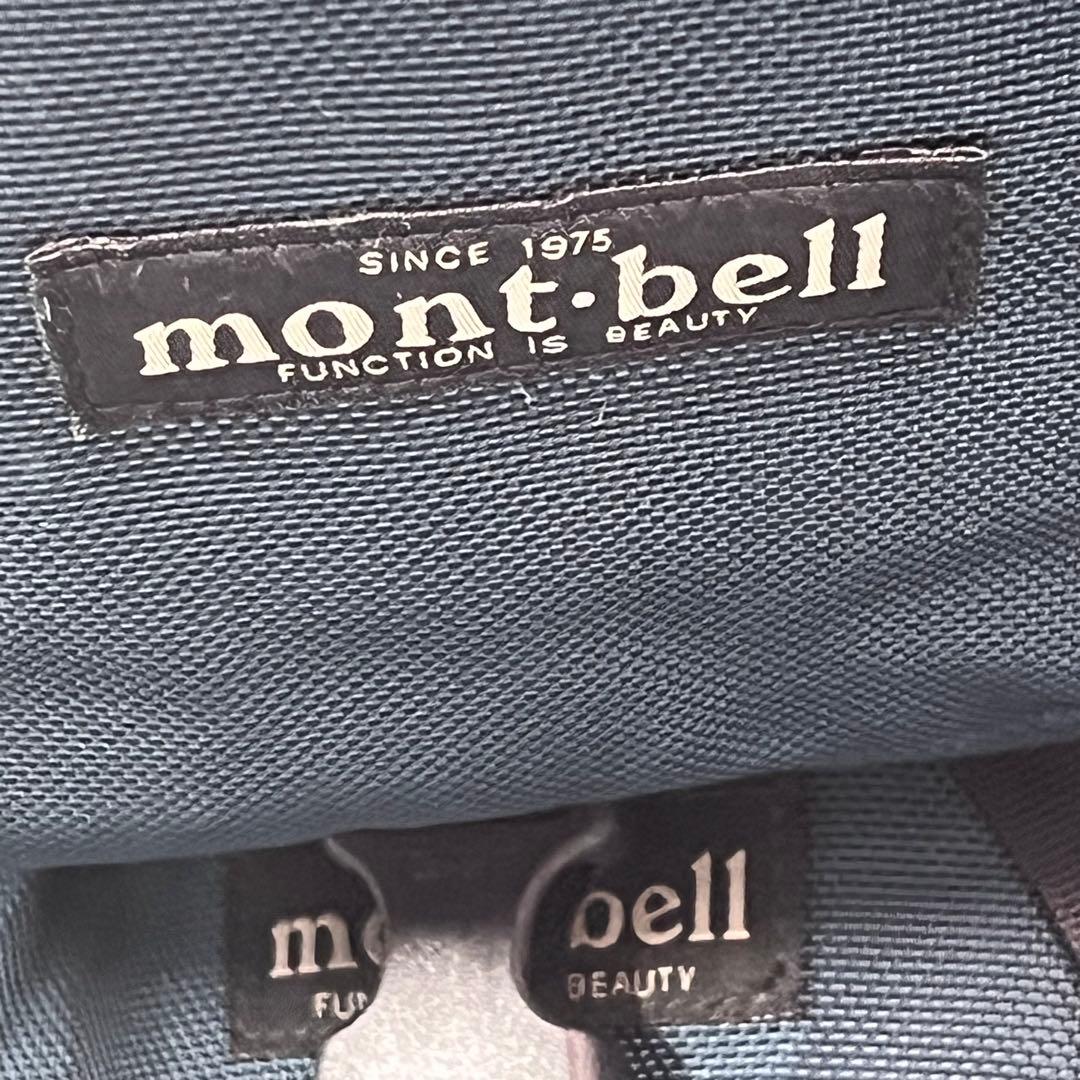 SINCE 1975
mont·bell
FUNCTION IS BEAUTY
bell
BEAUTY